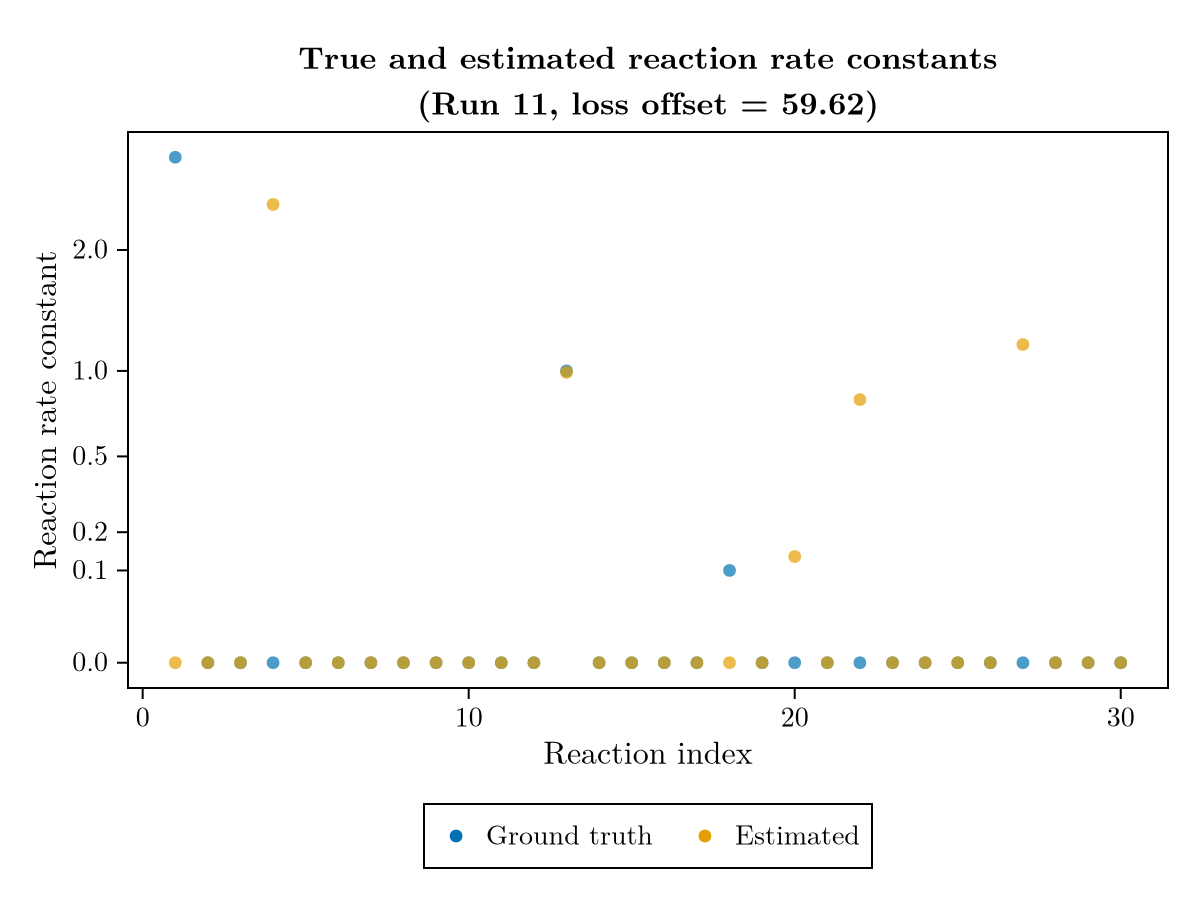 True and estimated reaction rate constants
(Run 11, loss offset = 59.62)
Reaction rate constant
2.0
1.0
0.5
0.2
0.1
0.0
0 10 20 30
Reaction index
Ground truth Estimated